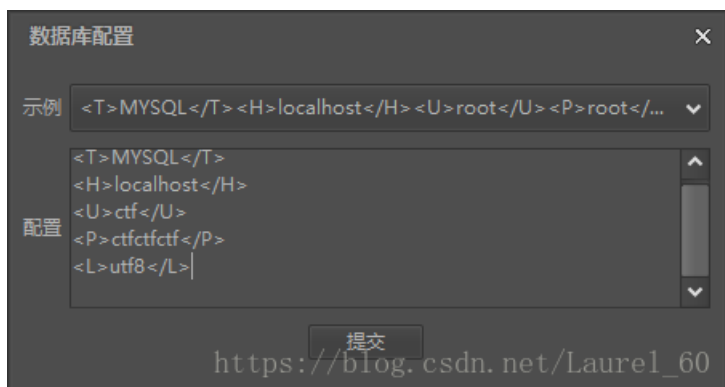 数据库配置
示例 <T>MYSQL</T><H>localhost</H><U>root</U><P>root</...
<T>MYSQL</T>
<H>localhost</H>
<U>ctf</U>
配置
<P>ctfctfctf</P>
<L>utf8</L>
提交
https://blog.csdn.net/Laurel_60